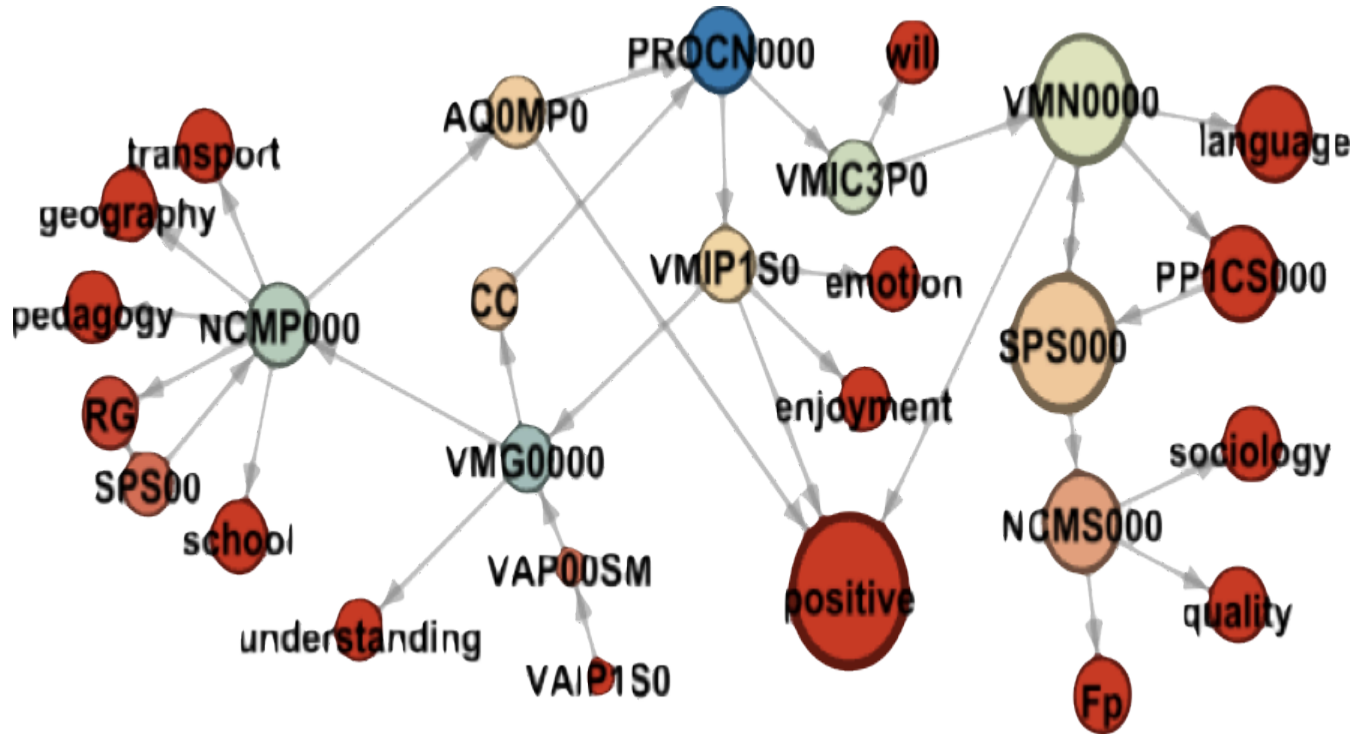 PROCN000
will
VMN0000
AQ0MP0
language
transport
VMIC3P0
geography
VMIP1S0
emotion
PP1CS000
CC
pedagogy
NCMP000
SPS000
RG
enjoyment
SPS00
VMG0000
sociology
school
NCMS000
VAP00SM
positive
quality
understanding
VAIP1S0
Fp